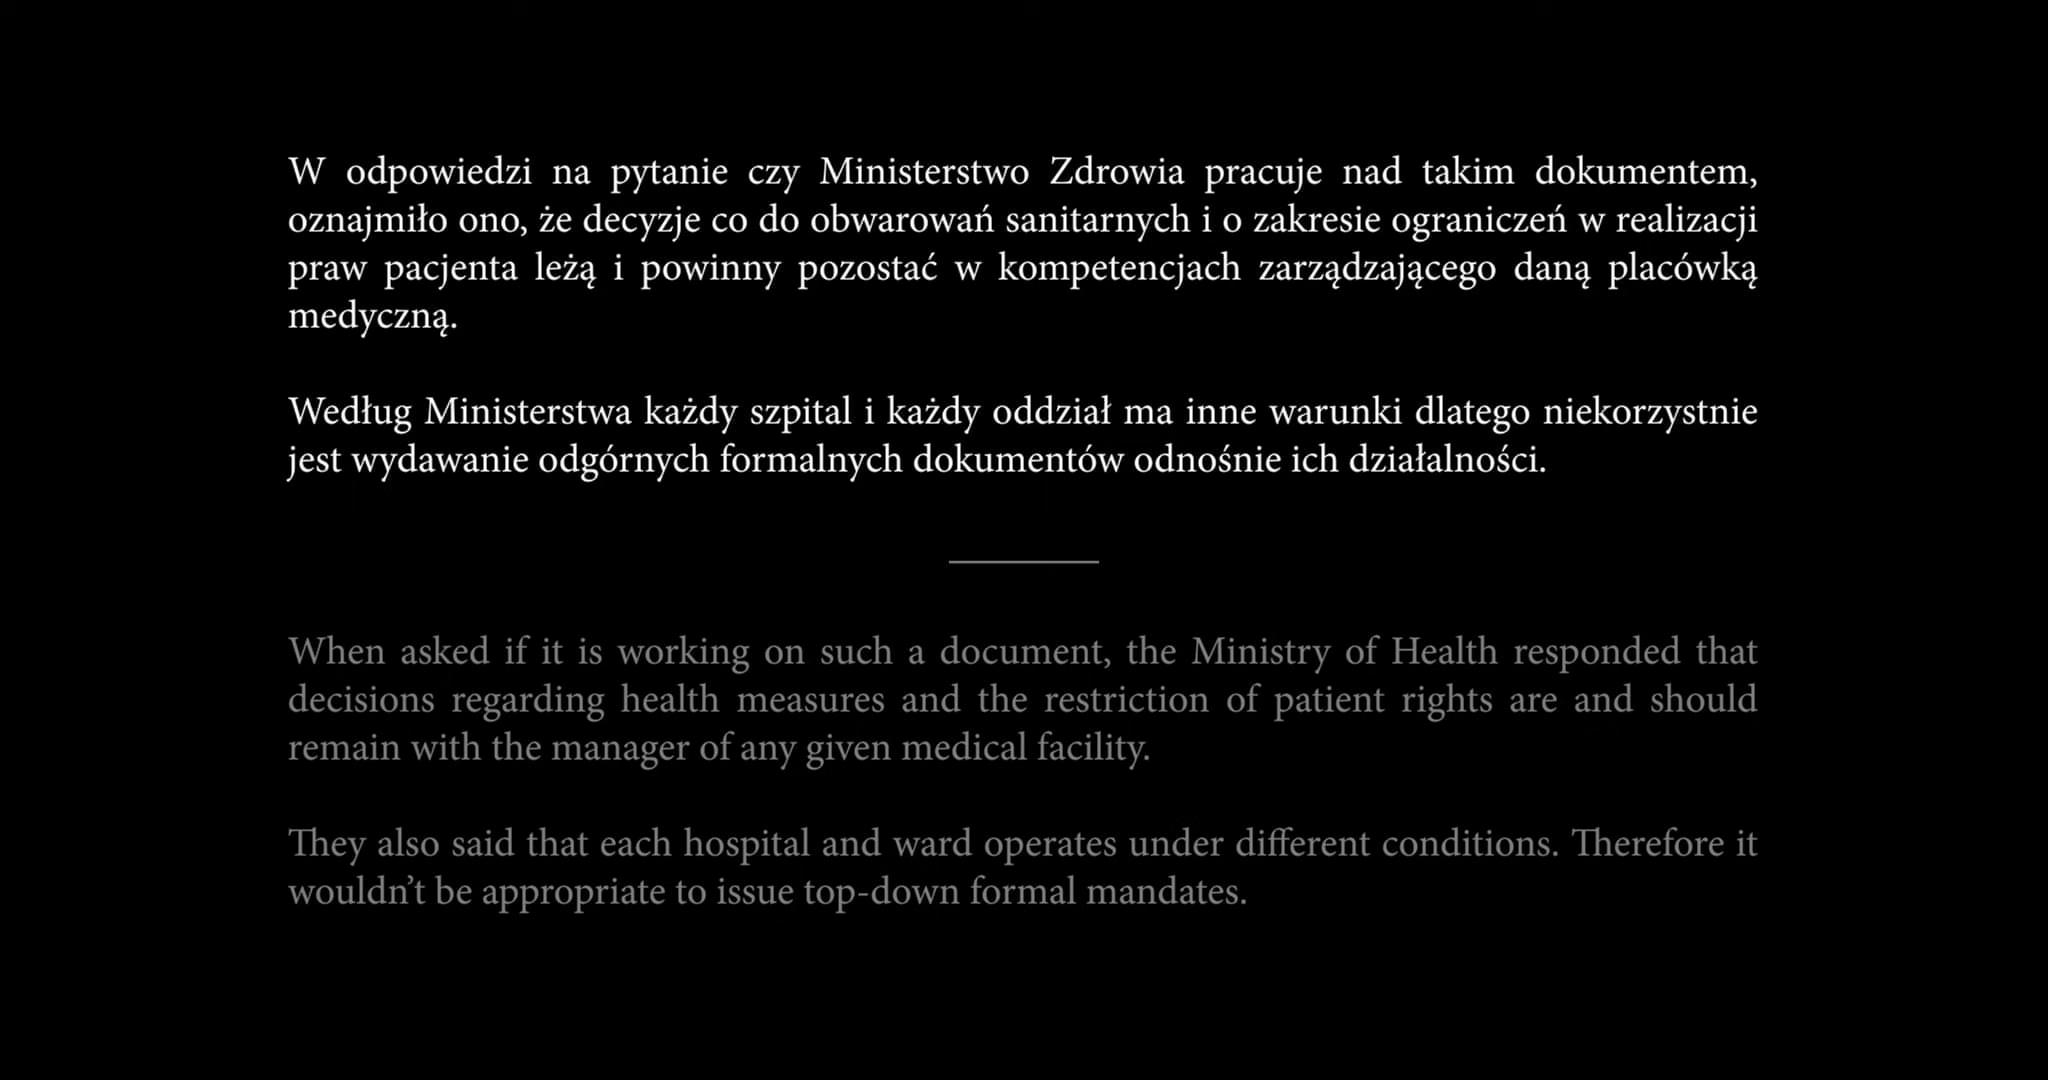 W odpowiedzi na pytanie czy Ministerstwo Zdrowia pracuje nad takim dokumentem,
oznajmiło ono, że decyzje co do obwarowań sanitarnych i o zakresie ograniczeń w realizacji
praw pacjenta leżą i powinny pozostać w kompetencjach zarządzającego daną placówką
medyczną.
Według Ministerstwa każdy szpital i każdy oddział ma inne warunki dlatego niekorzystnie
jest wydawanie odgórnych formalnych dokumentów odnośnie ich działalności.
When asked if it is working on such a document, the Ministry of Health responded that
decisions regarding health measures and the restriction of patient rights are and should
remain with the manager of any given medical facility.
They also said that each hospital and ward operates under different conditions. Therefore it
wouldn’t be appropriate to issue top-down formal mandates.